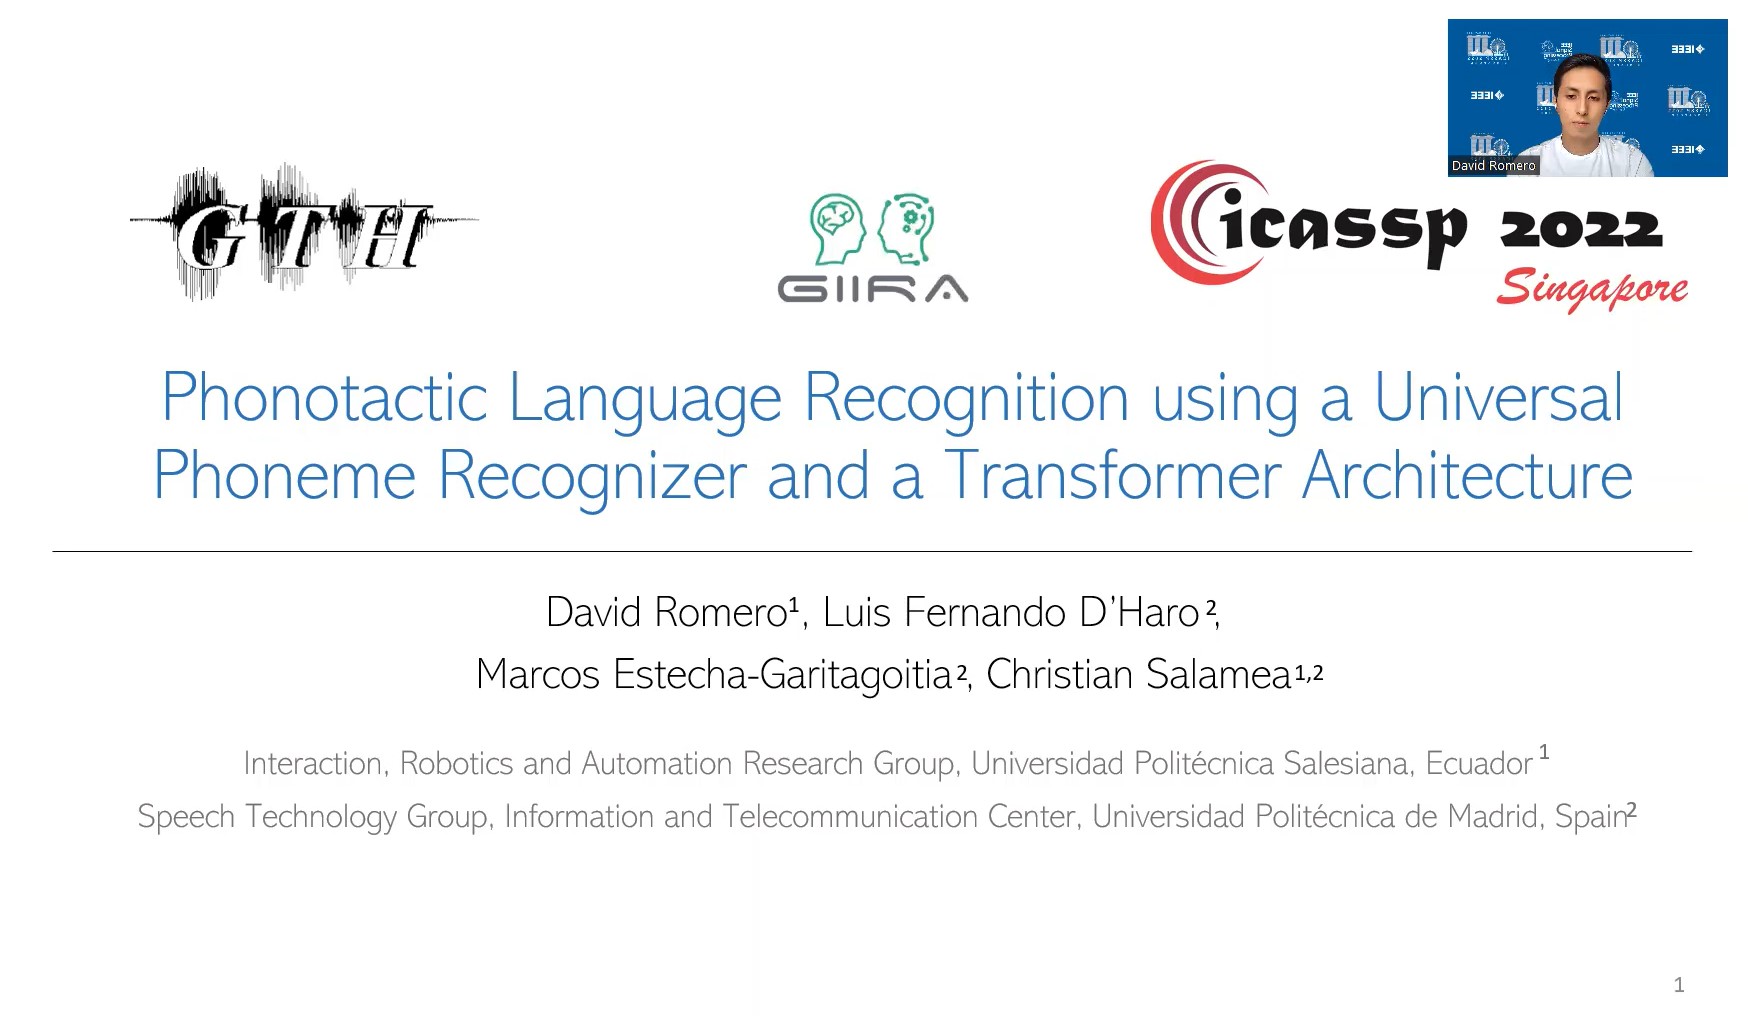 David Romero
GTH
GIIRA
icassp 2022
Singapore
Phonotactic Language Recognition using a Universal
Phoneme Recognizer and a Transformer Architecture
David Romero¹, Luis Fernando D'Haro²,
Marcos Estecha-Garitagoitia², Christian Salamea¹,²
Interaction, Robotics and Automation Research Group, Universidad Politécnica Salesiana, Ecuador¹
Speech Technology Group, Information and Telecommunication Center, Universidad Politécnica de Madrid, Spain²
1